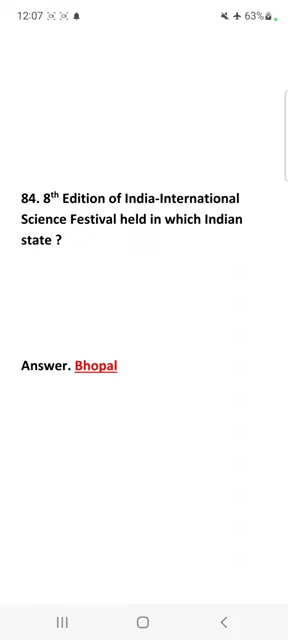 12:07 63%
84. 8th Edition of India-International
Science Festival held in which Indian
state ?
Answer. Bhopal